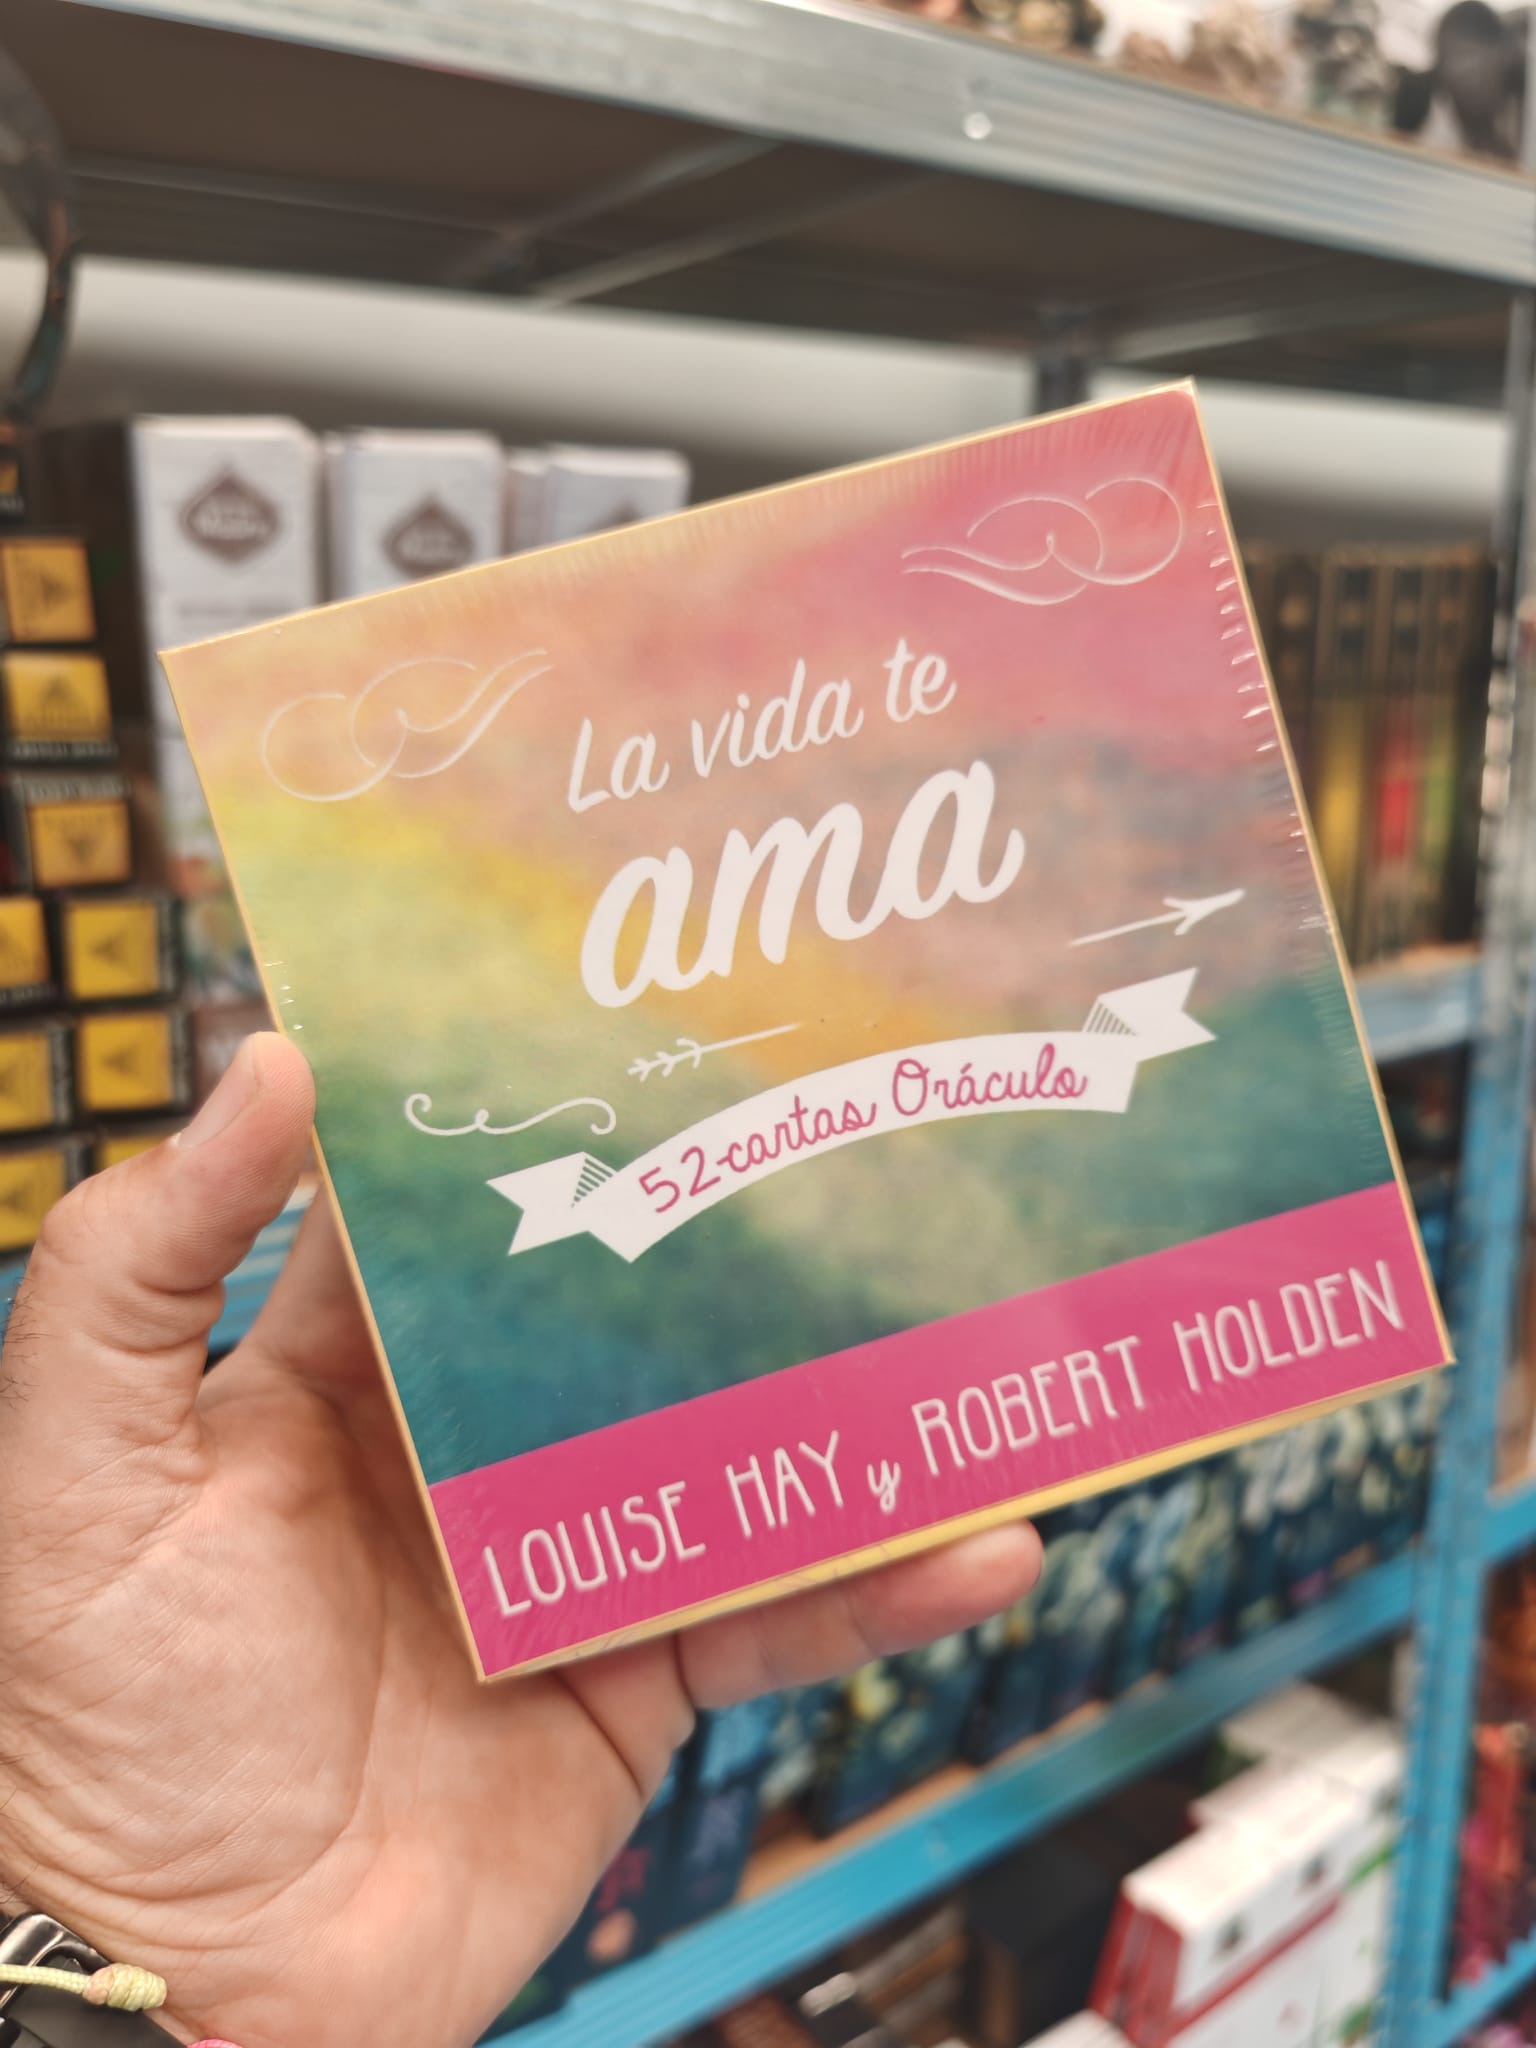 La vida te
ama
52-cartas Oráculo
LOUISE HAY y ROBERT HOLDEN